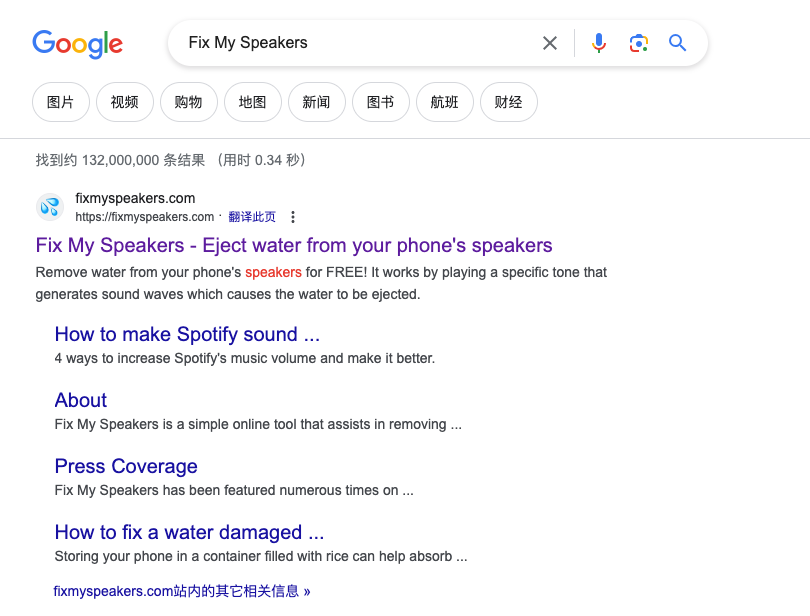 Google
Fix My Speakers
图片 视频 购物 地图 新闻 图书 航班 财经
找到约 132,000,000 条结果 （用时 0.34 秒）
fixmyspeakers.com
https://fixmyspeakers.com · 翻译此页
Fix My Speakers - Eject water from your phone's speakers
Remove water from your phone's speakers for FREE! It works by playing a specific tone that
generates sound waves which causes the water to be ejected.
How to make Spotify sound ...
4 ways to increase Spotify's music volume and make it better.
About
Fix My Speakers is a simple online tool that assists in removing ...
Press Coverage
Fix My Speakers has been featured numerous times on ...
How to fix a water damaged ...
Storing your phone in a container filled with rice can help absorb ...
fixmyspeakers.com站内的其它相关信息 »